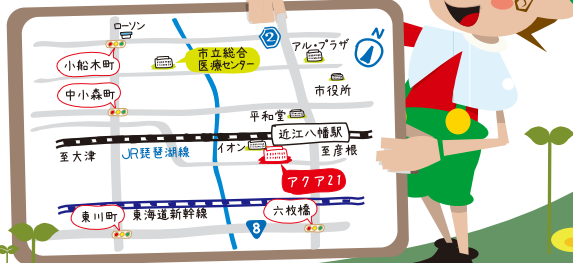 ローソン
2
N
市立総合
医療センター
アル・プラザ
小船木町
市役所
中小森町
平和堂
近江八幡駅
至大津
JR琵琶湖線
イオン
至彦根
アクア21
東川町
東海道新幹線
六枚橋
8